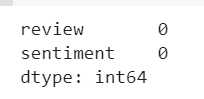 review 0
sentiment 0
dtype: int64